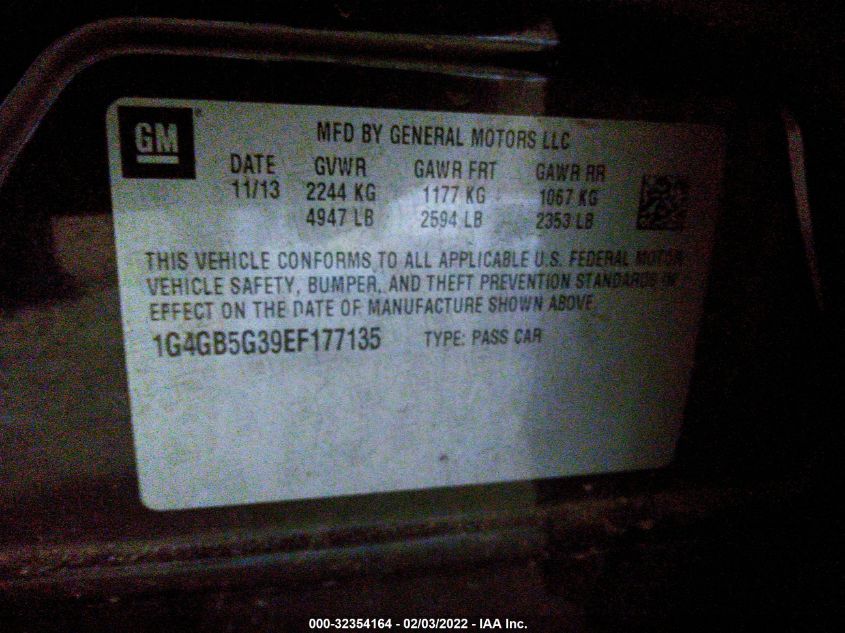 GM
MFD BY GENERAL MOTORS LLC
DATE GVWR GAWR FRT GAWR RR
11/13 2244 KG 1177 KG 1067 KG
4947 LB 2594 LB 2353 LB
THIS VEHICLE CONFORMS TO ALL APPLICABLE U.S. FEDERAL MOTOR
VEHICLE SAFETY, BUMPER, AND THEFT PREVENTION STANDARDS IN
EFFECT ON THE DATE OF MANUFACTURE SHOWN ABOVE.
1G4GB5G39EF177135 TYPE: PASS CAR
000-32354164 - 02/03/2022 - IAA Inc.